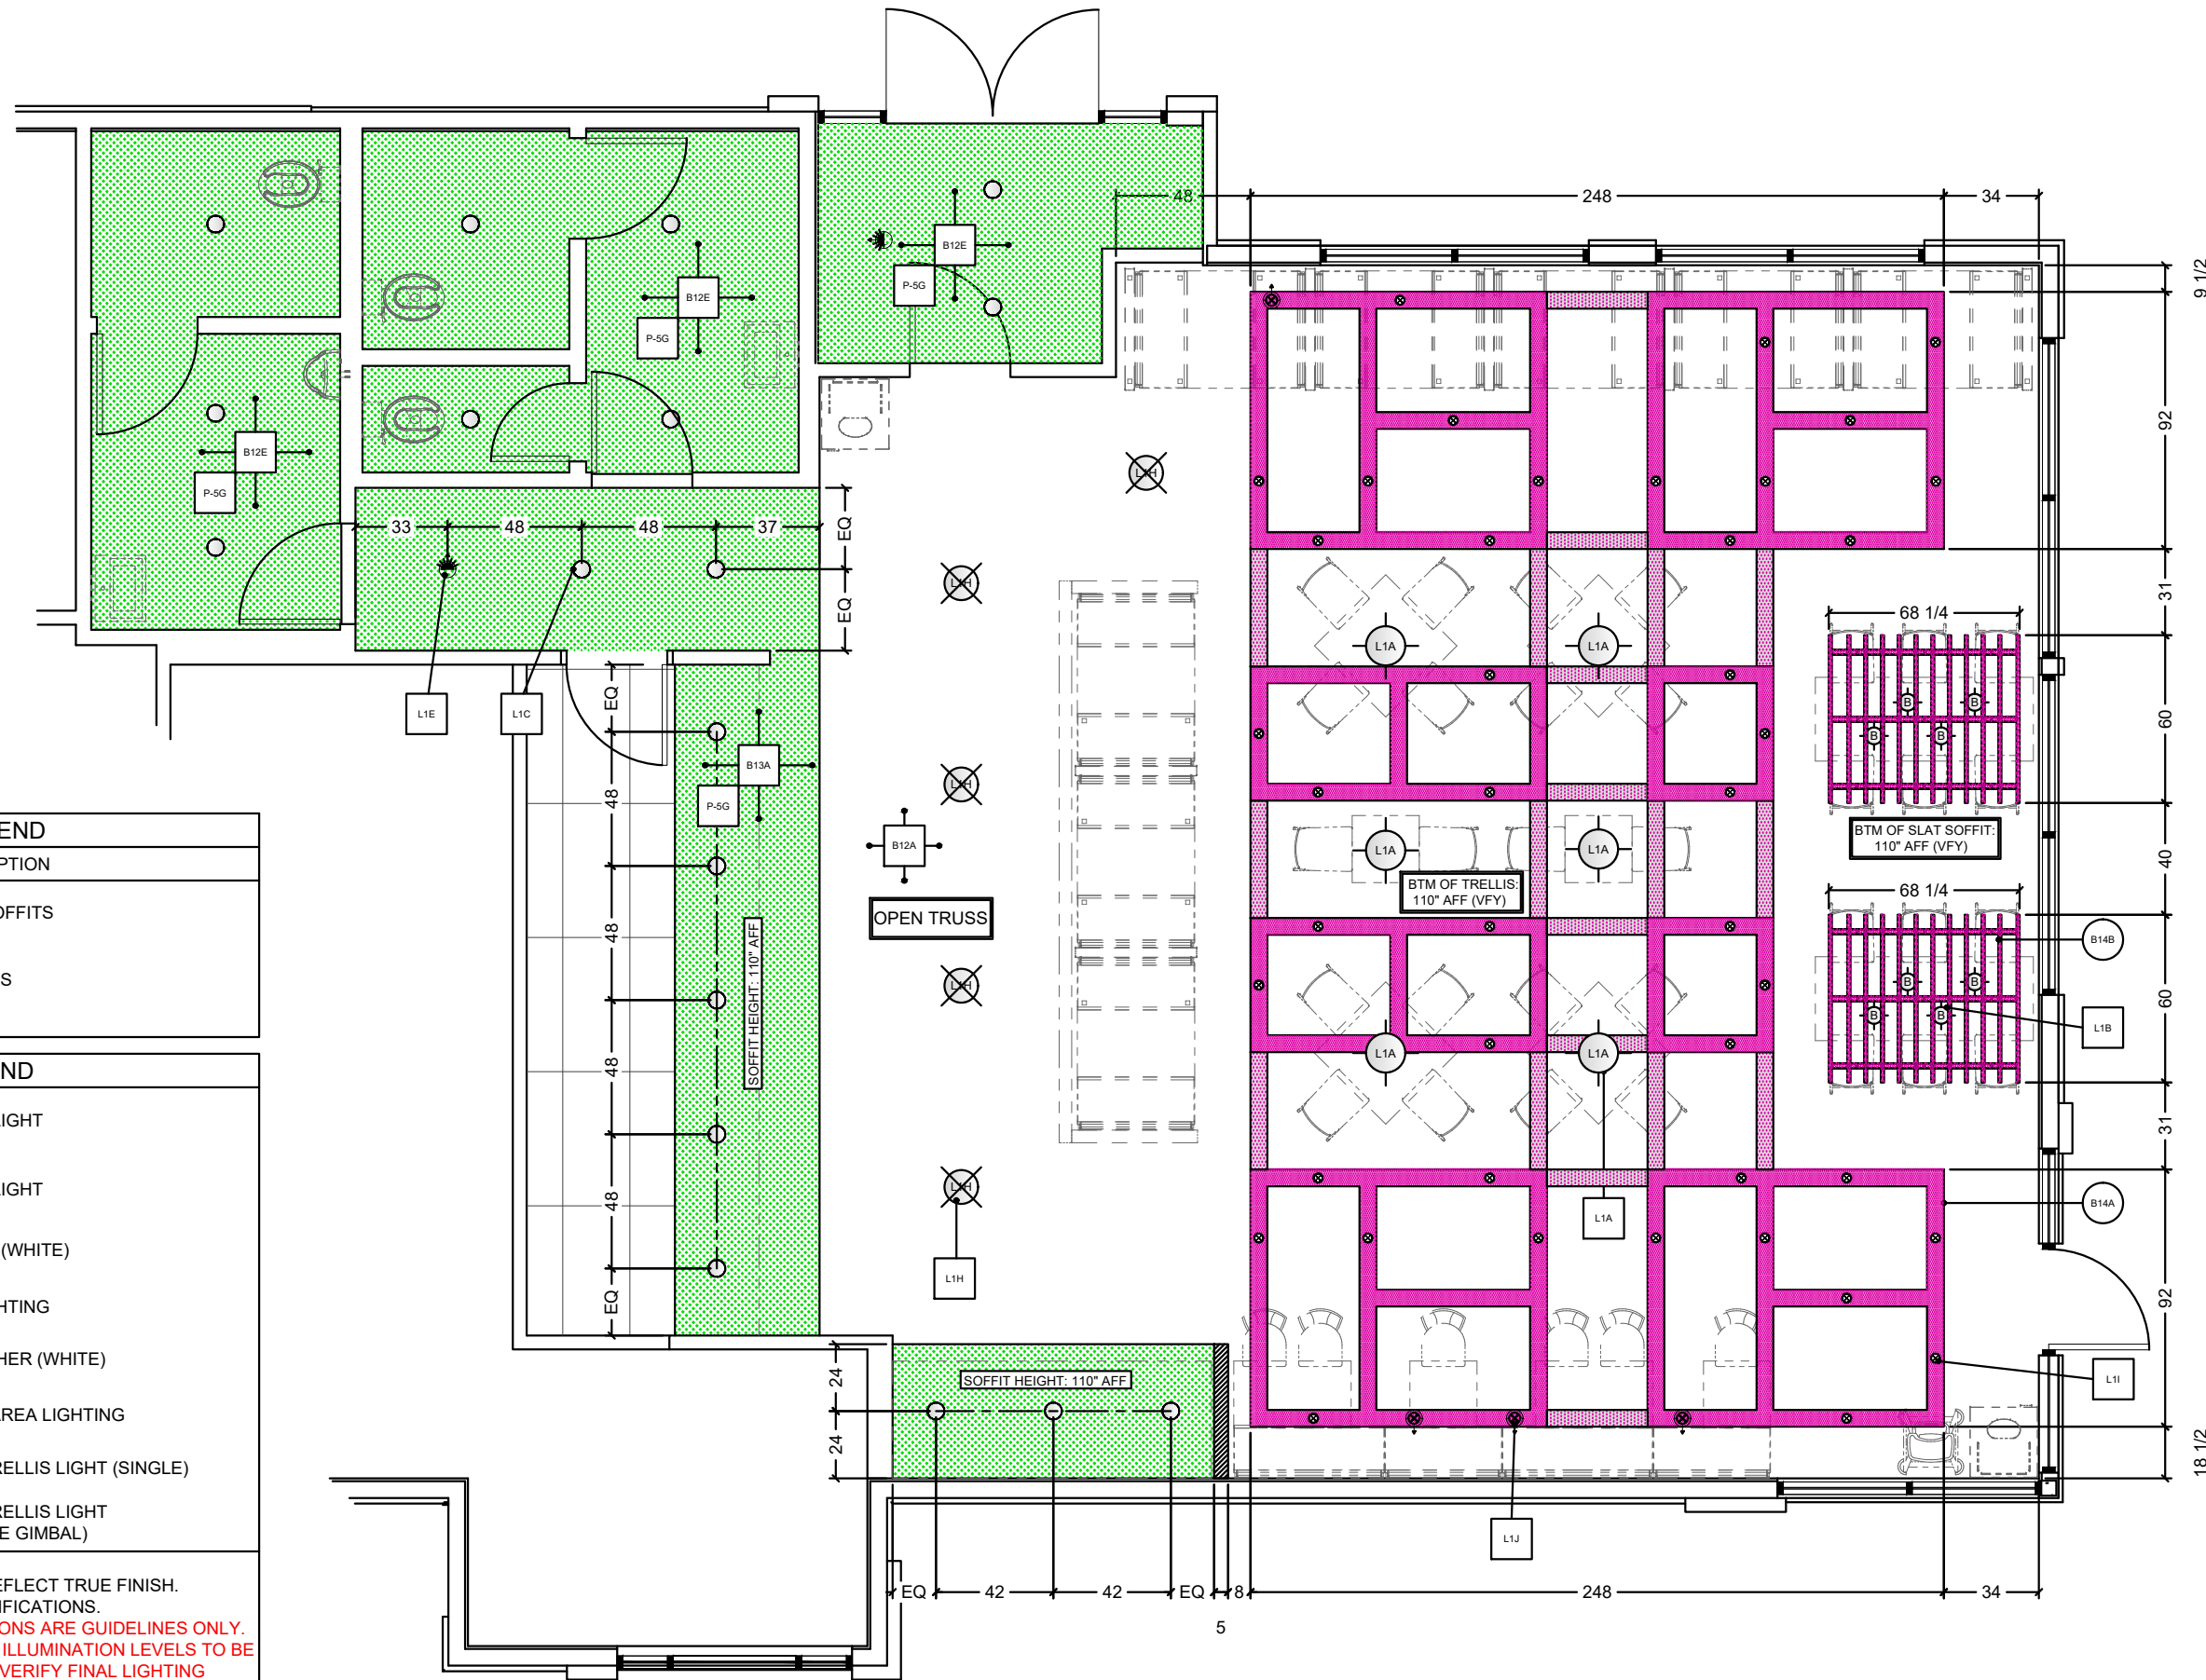 48
248
34
9 1/2
B12E
P-5G
B12E
P-5G
B12E
P-5G
92
L1H
33
48
48
37
EQ
EQ
L1H
31
68 1/4
L1A
L1A
L1E
L1C
EQ
B
B
B
B
60
B13A
P-5G
48
L1H
B12A
L1A
L1A
BTM OF SLAT SOFFIT:
110" AFF (VFY)
40
BTM OF TRELLIS:
110" AFF (VFY)
68 1/4
OPEN TRUSS
48
SOFFIT HEIGHT: 110" AFF
B14B
L1H
B
B
B
B
60
L1B
48
L1A
L1A
31
48
L1H
B14A
L1A
L1H
92
L1I
EQ
24
SOFFIT HEIGHT: 110" AFF
24
18 1/2
L1J
EQ
42
42
EQ
8
248
34
5
END
PTION
OFFITS
S
ND
IGHT
IGHT
(WHITE)
HTING
HER (WHITE)
AREA LIGHTING
RELLIS LIGHT (SINGLE)
RELLIS LIGHT
E GIMBAL)
EFLECT TRUE FINISH.
IFICATIONS.
ONS ARE GUIDELINES ONLY.
ILLUMINATION LEVELS TO BE
VERIFY FINAL LIGHTING